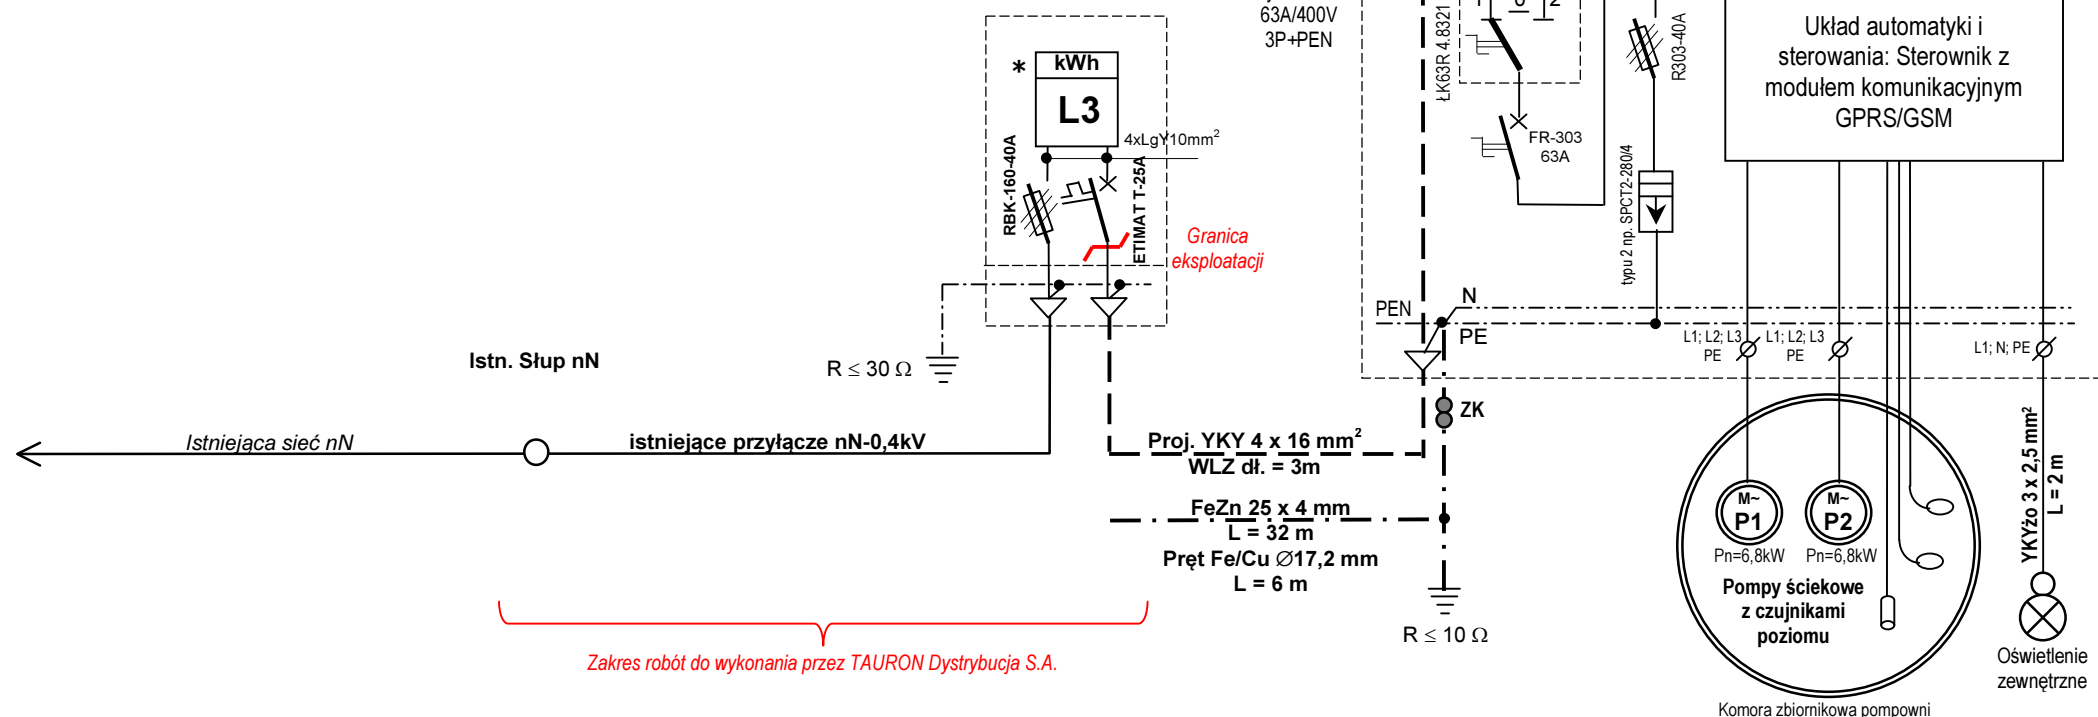 63A/400V
3P+PEN
ŁK63R 4.8321
1 0 2
R303-40A
Układ automatyki i
sterowania: Sterownik z
modułem komunikacyjnym
GPRS/GSM
*
kWh
L3
4xLgY10mm²
RBK-160-40A
ETIMAT T-25A
FR-303
63A
typu 2 np. SPCT2-280/4
Granica
eksploatacji
PEN
N
PE
L1; L2; L3
PE
L1; L2; L3
PE
L1; N; PE
Istn. Słup nN
R ≤ 30 Ω
ZK
Istniejąca sieć nN
istniejące przyłącze nN-0,4kV
Proj. YKY 4 x 16 mm²
WLZ dł. = 3m
FeZn 25 x 4 mm
L = 32 m
Pręt Fe/Cu ∅17,2 mm
L = 6 m
R ≤ 10 Ω
M~
P1
Pn=6,8kW
M~
P2
Pn=6,8kW
Pompy ściekowe
z czujnikami
poziomu
YKYżo 3 x 2,5 mm²
L = 2 m
Oświetlenie
zewnętrzne
Zakres robót do wykonania przez TAURON Dystrybucja S.A.
Komora zbiornikowa pompowni